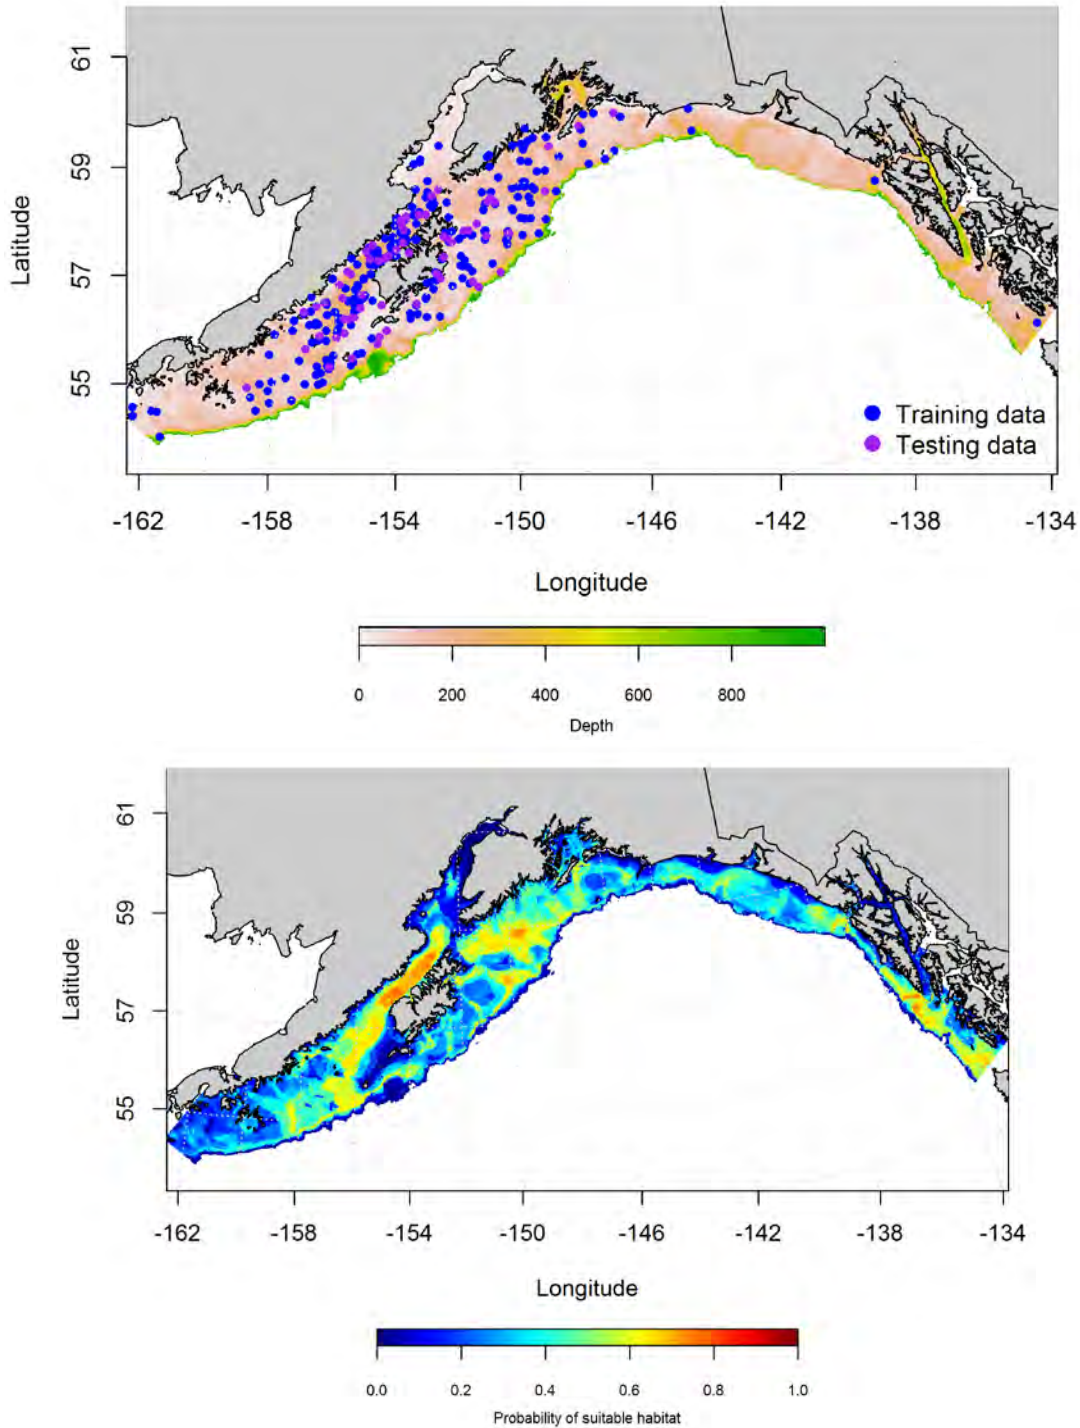 61
59
57
55
Latitude
Training data
Testing data
-162 -158 -154 -150 -146 -142 -138 -134
Longitude
0 200 400 600 800
Depth
61
59
57
55
Latitude
-162 -158 -154 -150 -146 -142 -138 -134
Longitude
0.0 0.2 0.4 0.6 0.8 1.0
Probability of suitable habitat